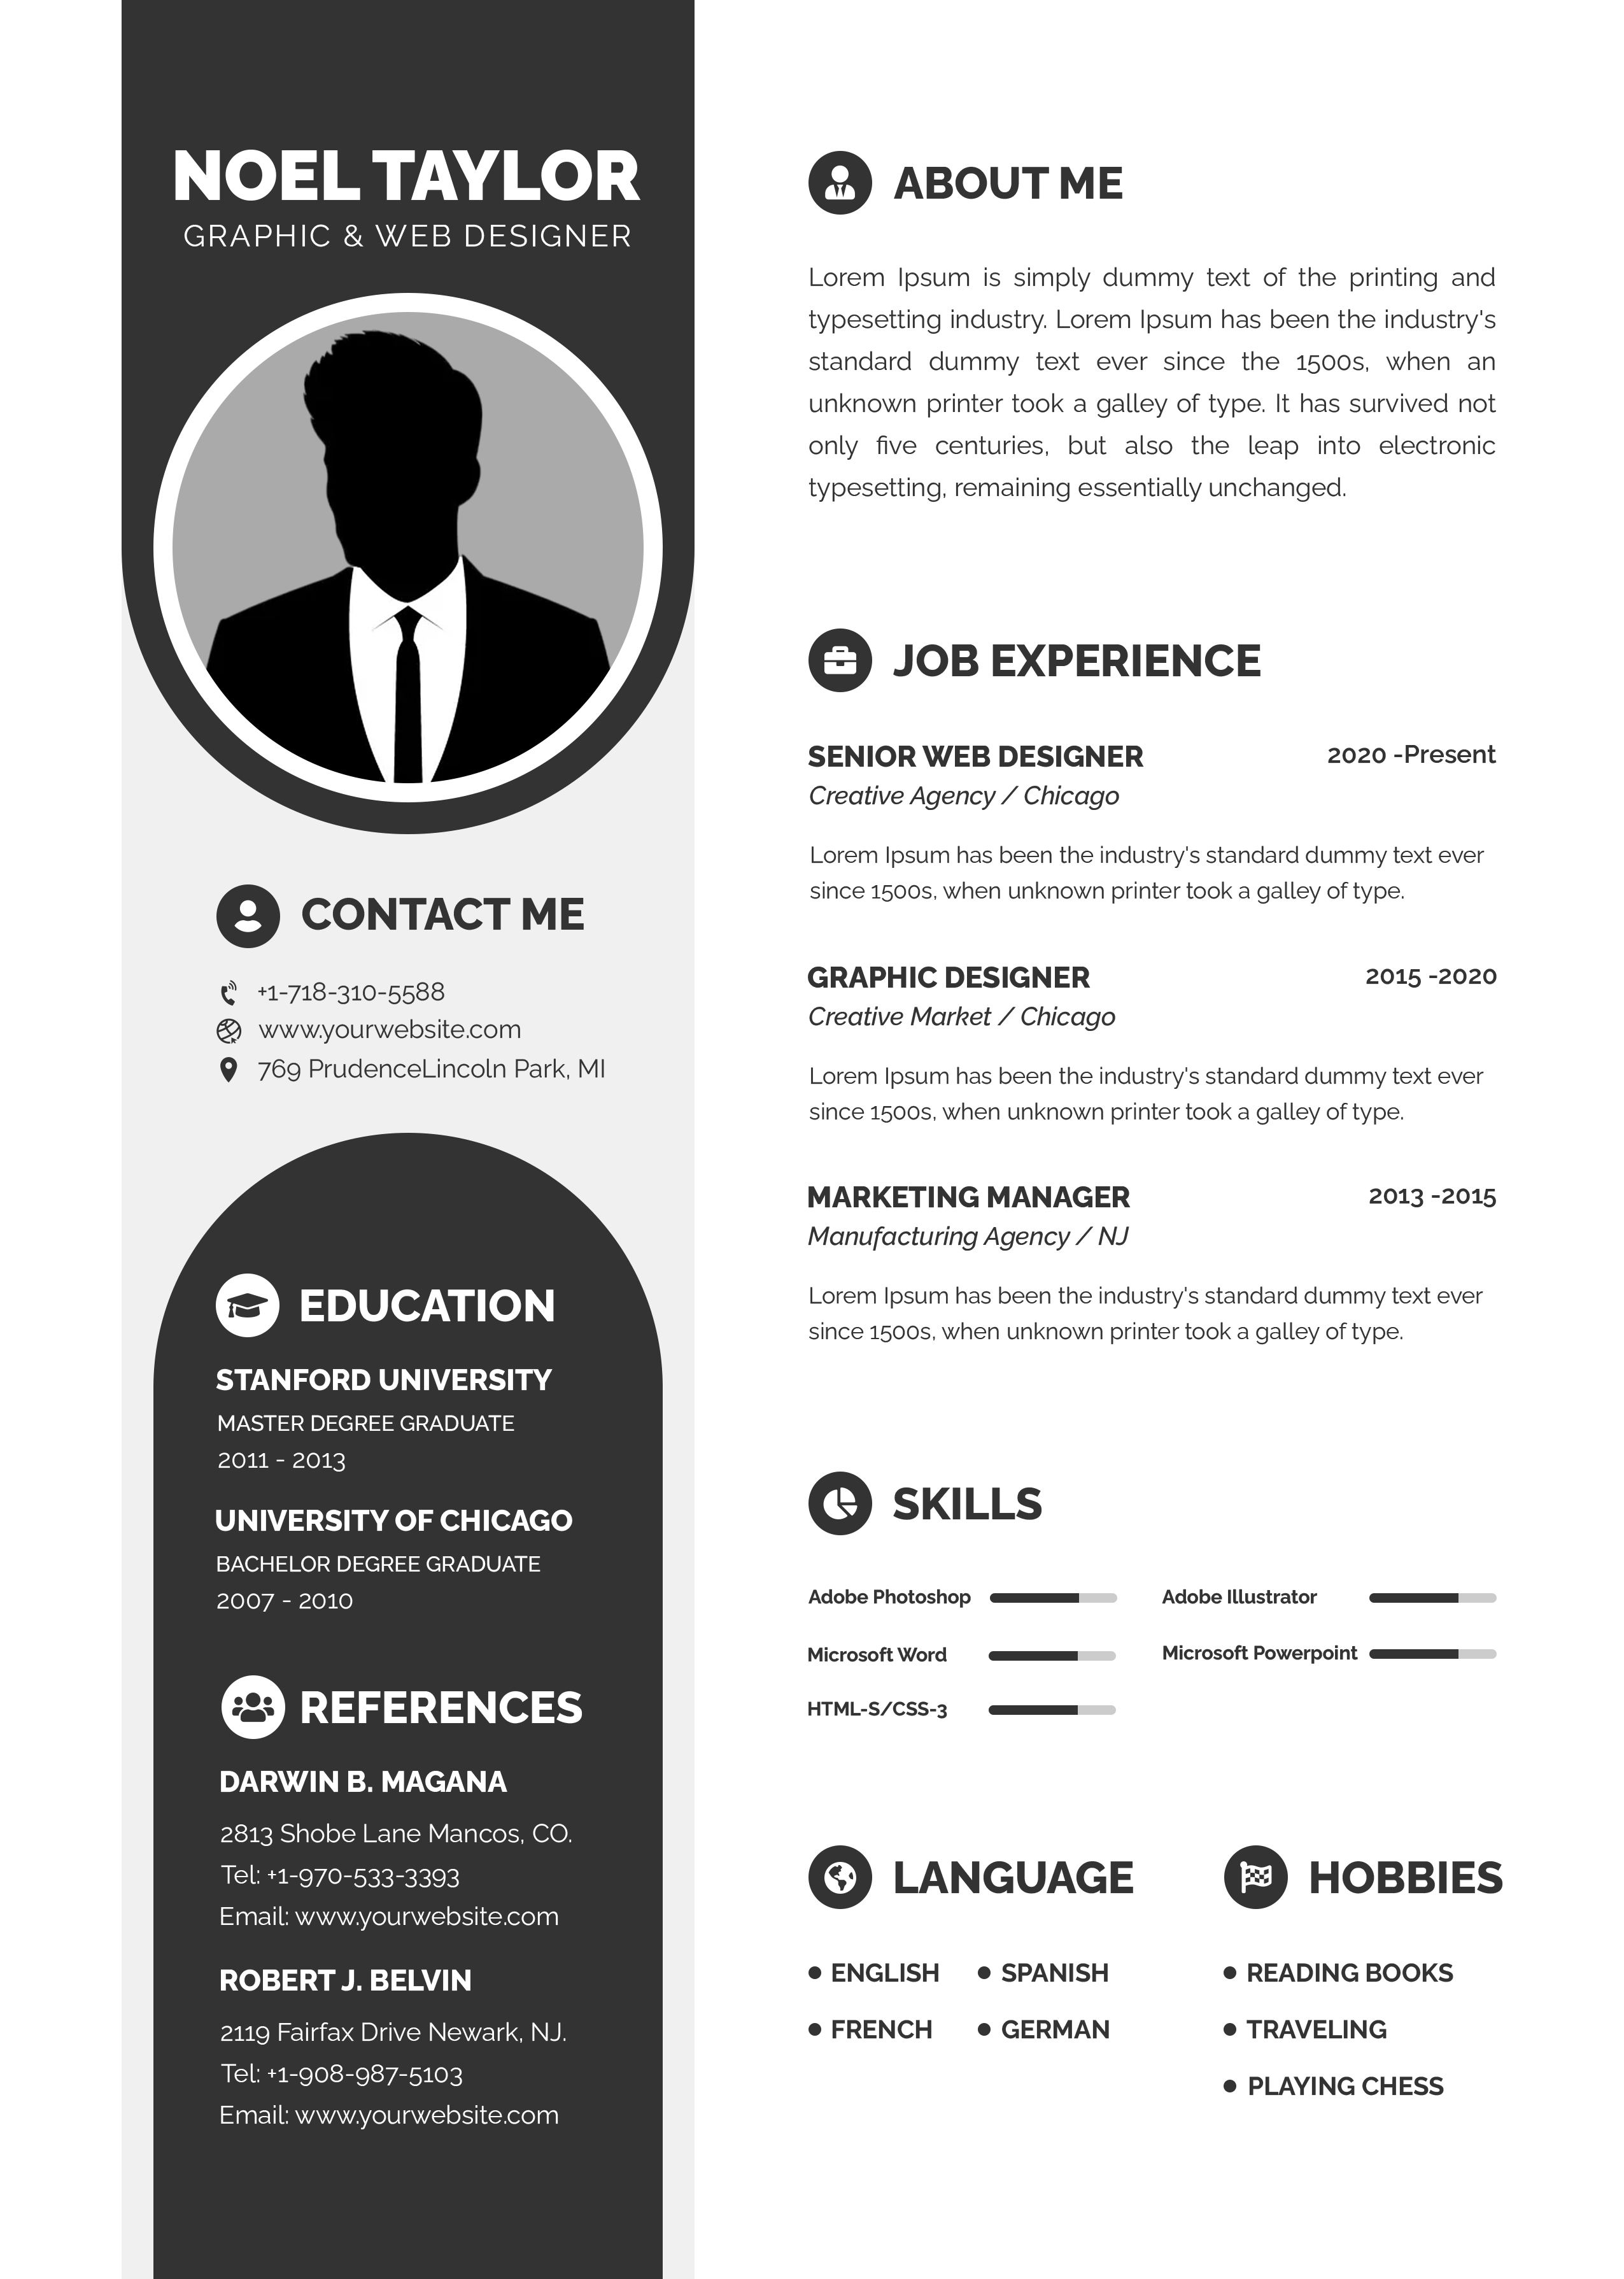 NOEL TAYLOR
GRAPHIC & WEB DESIGNER
CONTACT ME
+1-718-310-5588
www.yourwebsite.com
769 PrudenceLincoln Park, MI
EDUCATION
STANFORD UNIVERSITY
MASTER DEGREE GRADUATE
2011 - 2013
UNIVERSITY OF CHICAGO
BACHELOR DEGREE GRADUATE
2007 - 2010
REFERENCES
DARWIN B. MAGANA
2813 Shobe Lane Mancos, CO.
Tel: +1-970-533-3393
Email: www.yourwebsite.com
ROBERT J. BELVIN
2119 Fairfax Drive Newark, NJ.
Tel: +1-908-987-5103
Email: www.yourwebsite.com
ABOUT ME
Lorem Ipsum is simply dummy text of the printing and
typesetting industry. Lorem Ipsum has been the industry's
standard dummy text ever since the 1500s, when an
unknown printer took a galley of type. It has survived not
only five centuries, but also the leap into electronic
typesetting, remaining essentially unchanged.
JOB EXPERIENCE
SENIOR WEB DESIGNER 2020 -Present
Creative Agency / Chicago
Lorem Ipsum has been the industry's standard dummy text ever
since 1500s, when unknown printer took a galley of type.
GRAPHIC DESIGNER 2015 -2020
Creative Market / Chicago
Lorem Ipsum has been the industry's standard dummy text ever
since 1500s, when unknown printer took a galley of type.
MARKETING MANAGER 2013 -2015
Manufacturing Agency / NJ
Lorem Ipsum has been the industry's standard dummy text ever
since 1500s, when unknown printer took a galley of type.
SKILLS
Adobe Photoshop Adobe Illustrator
Microsoft Word Microsoft Powerpoint
HTML-S/CSS-3
LANGUAGE
ENGLISH SPANISH
FRENCH GERMAN
HOBBIES
READING BOOKS
TRAVELING
PLAYING CHESS